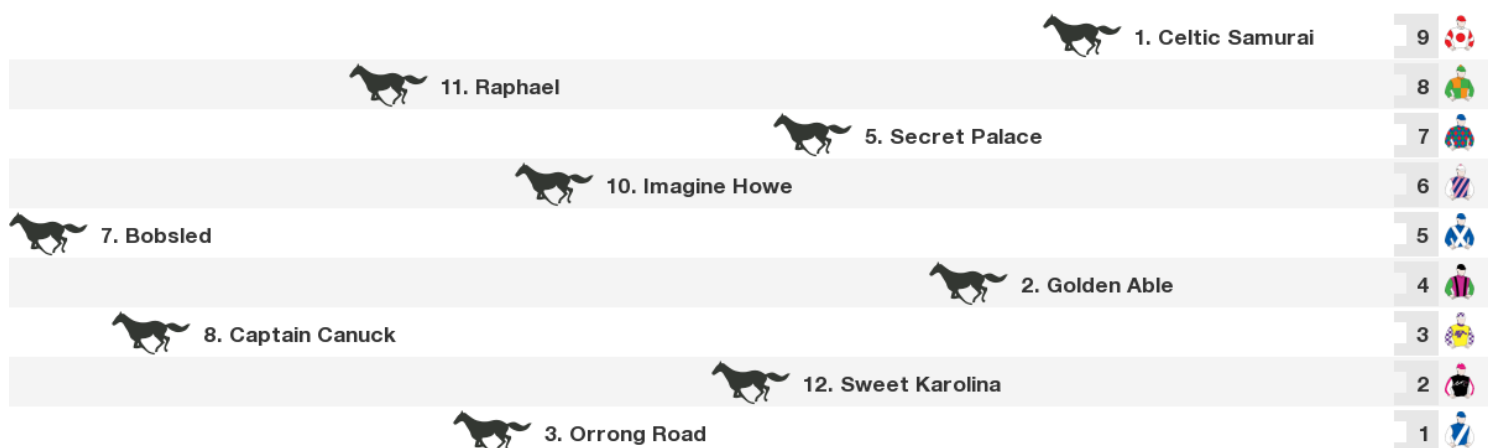 1. Celtic Samurai 9
11. Raphael 8
5. Secret Palace 7
10. Imagine Howe 6
7. Bobsled 5
2. Golden Able 4
8. Captain Canuck 3
12. Sweet Karolina 2
3. Orrong Road 1